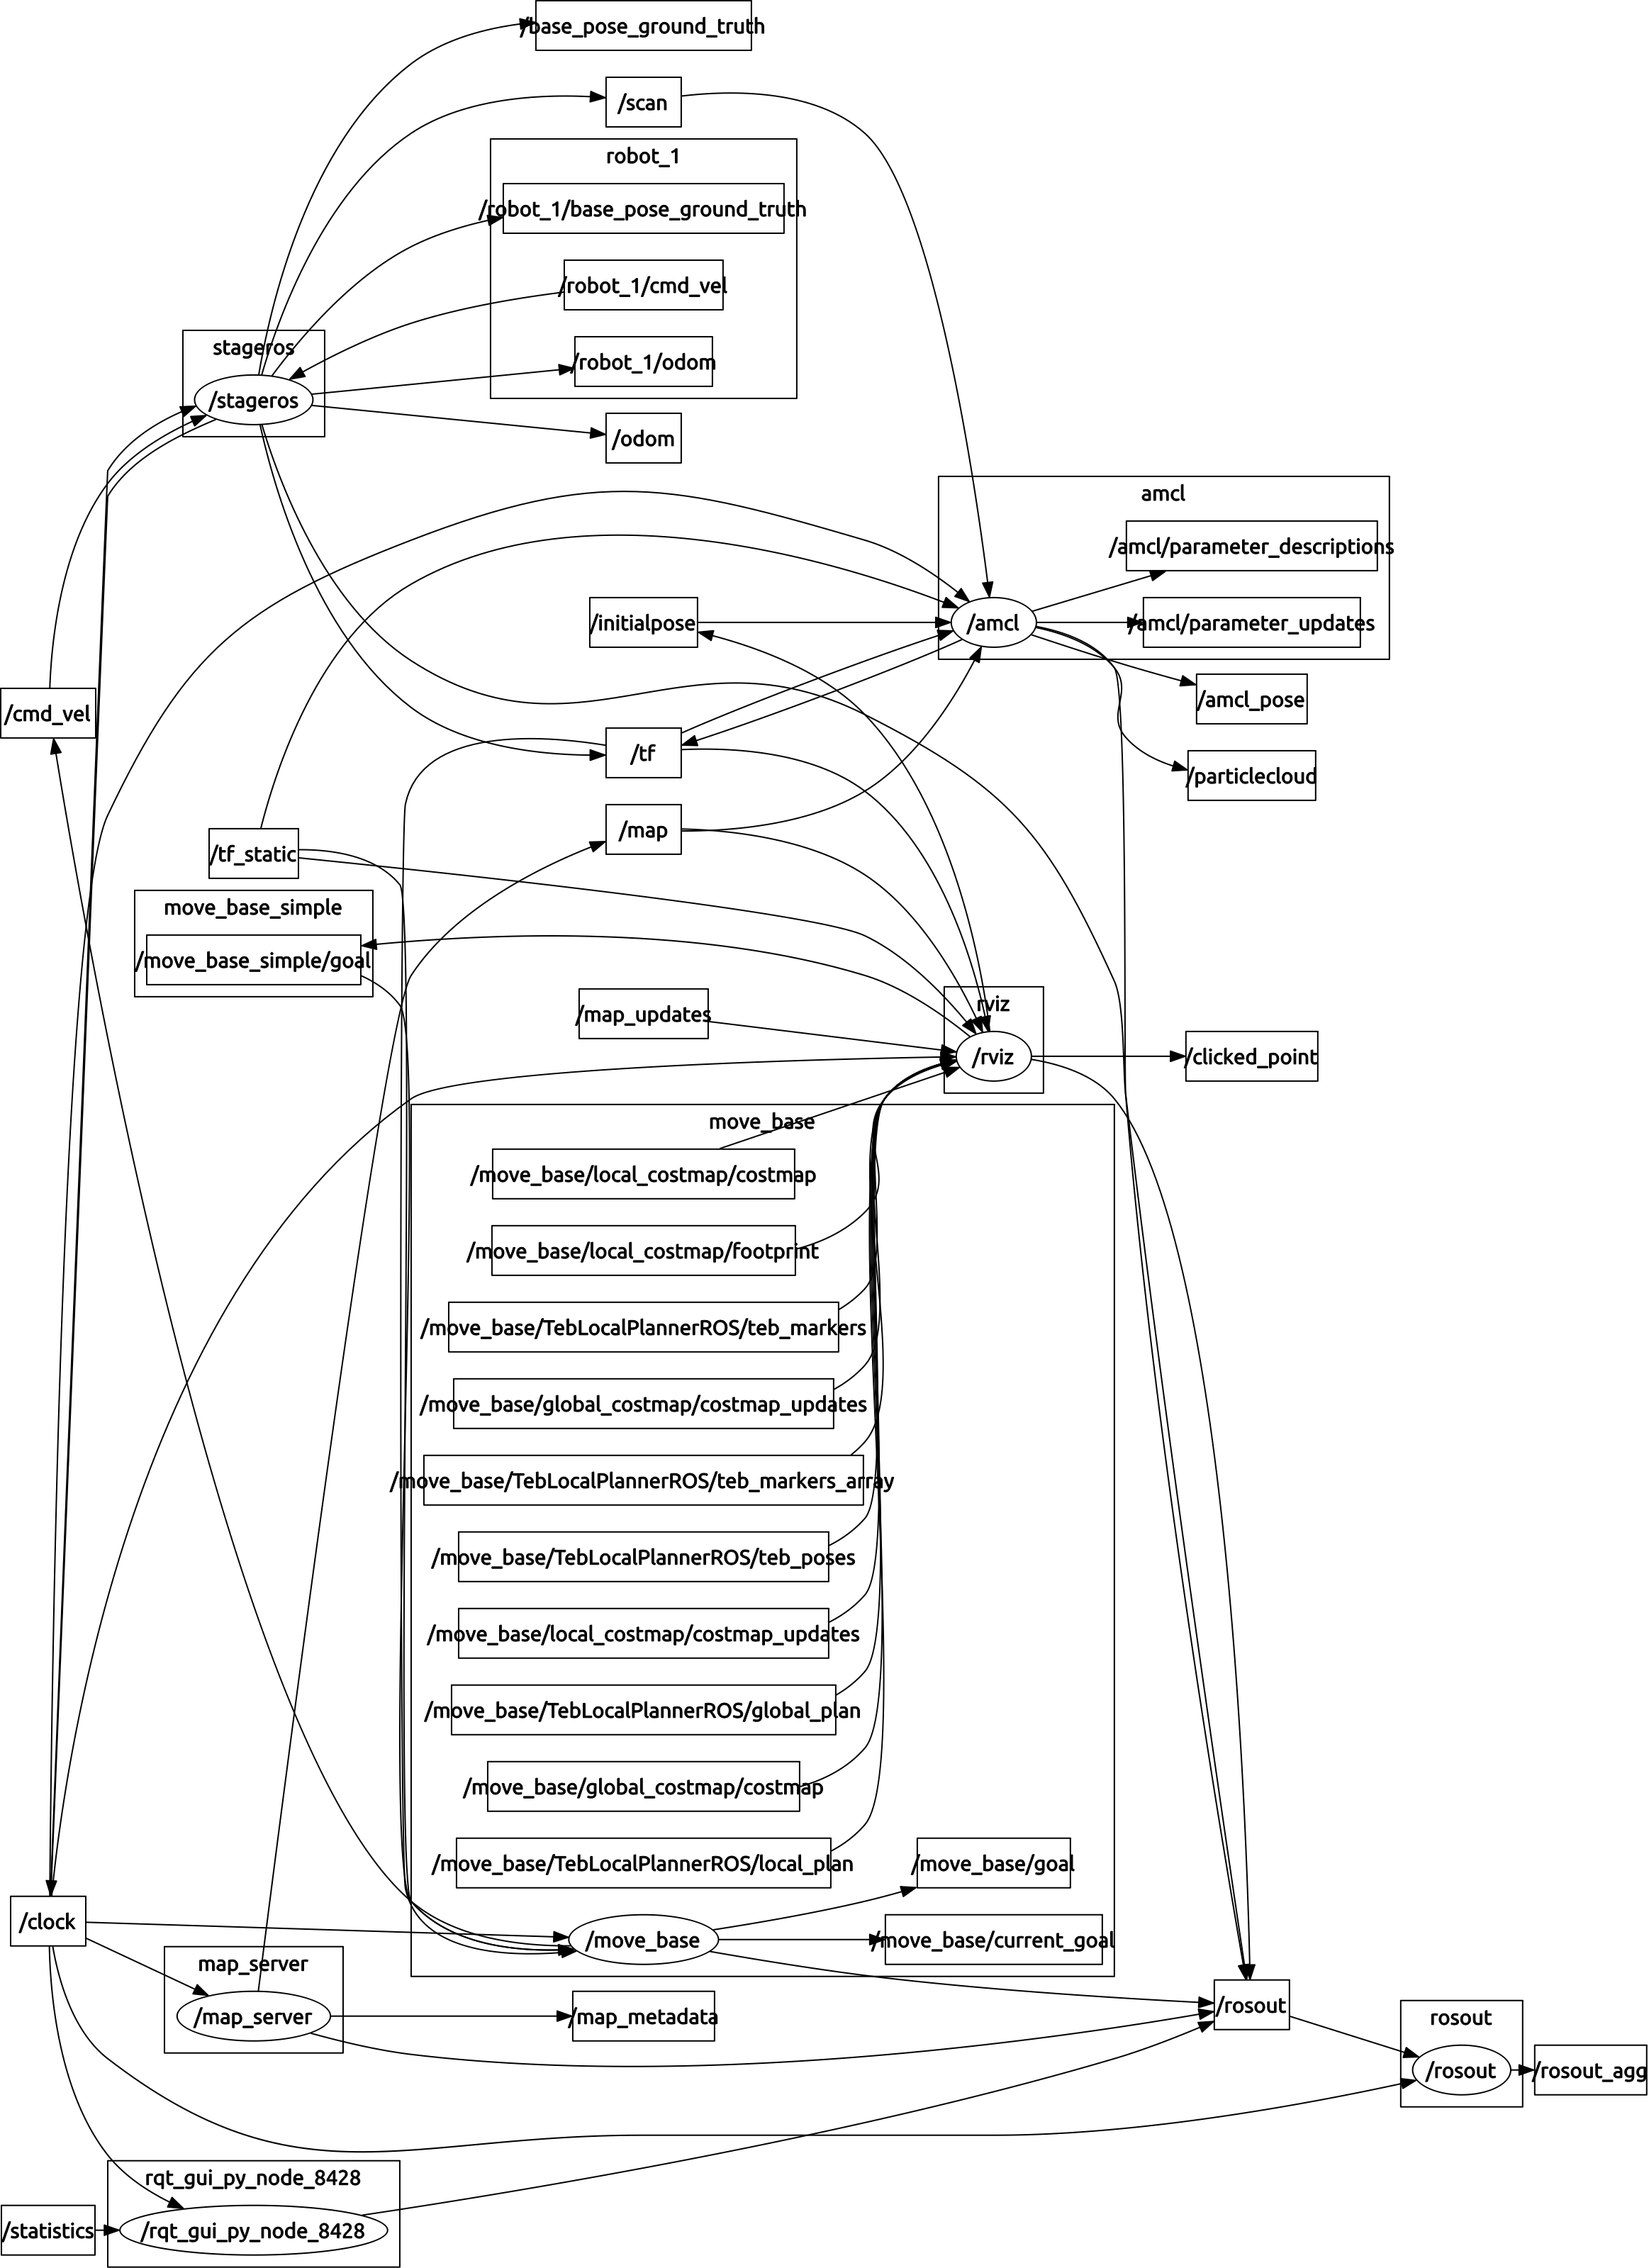 /base_pose_ground_truth
/scan
robot_1
/robot_1/base_pose_ground_truth
/robot_1/cmd_vel
/robot_1/odom
stageros
/stageros
/odom
amcl
/amcl/parameter_descriptions
/initialpose
/amcl
/amcl/parameter_updates
/amcl_pose
/cmd_vel
/tf
/particlecloud
/map
/tf_static
move_base_simple
/move_base_simple/goal
/map_updates
rviz
/rviz
/clicked_point
move_base
/move_base/local_costmap/costmap
/move_base/local_costmap/footprint
/move_base/TebLocalPlannerROS/teb_markers
/move_base/global_costmap/costmap_updates
/move_base/TebLocalPlannerROS/teb_markers_array
/move_base/TebLocalPlannerROS/teb_poses
/move_base/local_costmap/costmap_updates
/move_base/TebLocalPlannerROS/global_plan
/move_base/global_costmap/costmap
/move_base/TebLocalPlannerROS/local_plan
/move_base/goal
/clock
/move_base
/move_base/current_goal
map_server
/map_server
/map_metadata
/rosout
rosout
/rosout
/rosout_agg
rqt_gui_py_node_8428
/statistics
/rqt_gui_py_node_8428